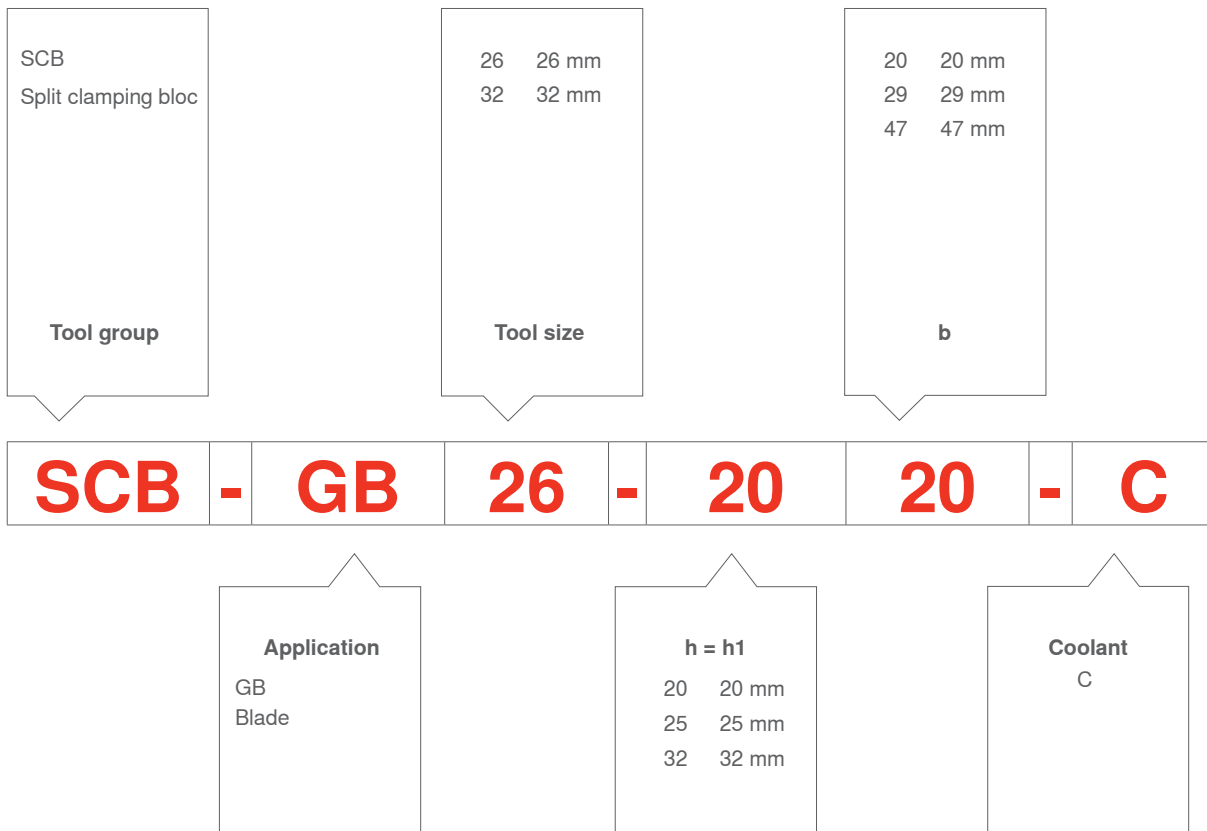 SCB
Split clamping bloc
Tool group
26 26 mm
32 32 mm
Tool size
20 20 mm
29 29 mm
47 47 mm
b
SCB - GB 26 - 20 20 - C
Application
GB
Blade
h = h1
20 20 mm
25 25 mm
32 32 mm
Coolant
C